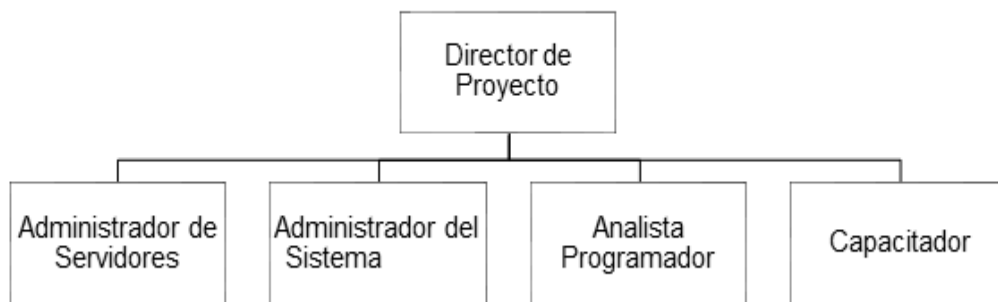 Director de
Proyecto
Administrador de
Servidores
Administrador del
Sistema
Analista
Programador
Capacitador